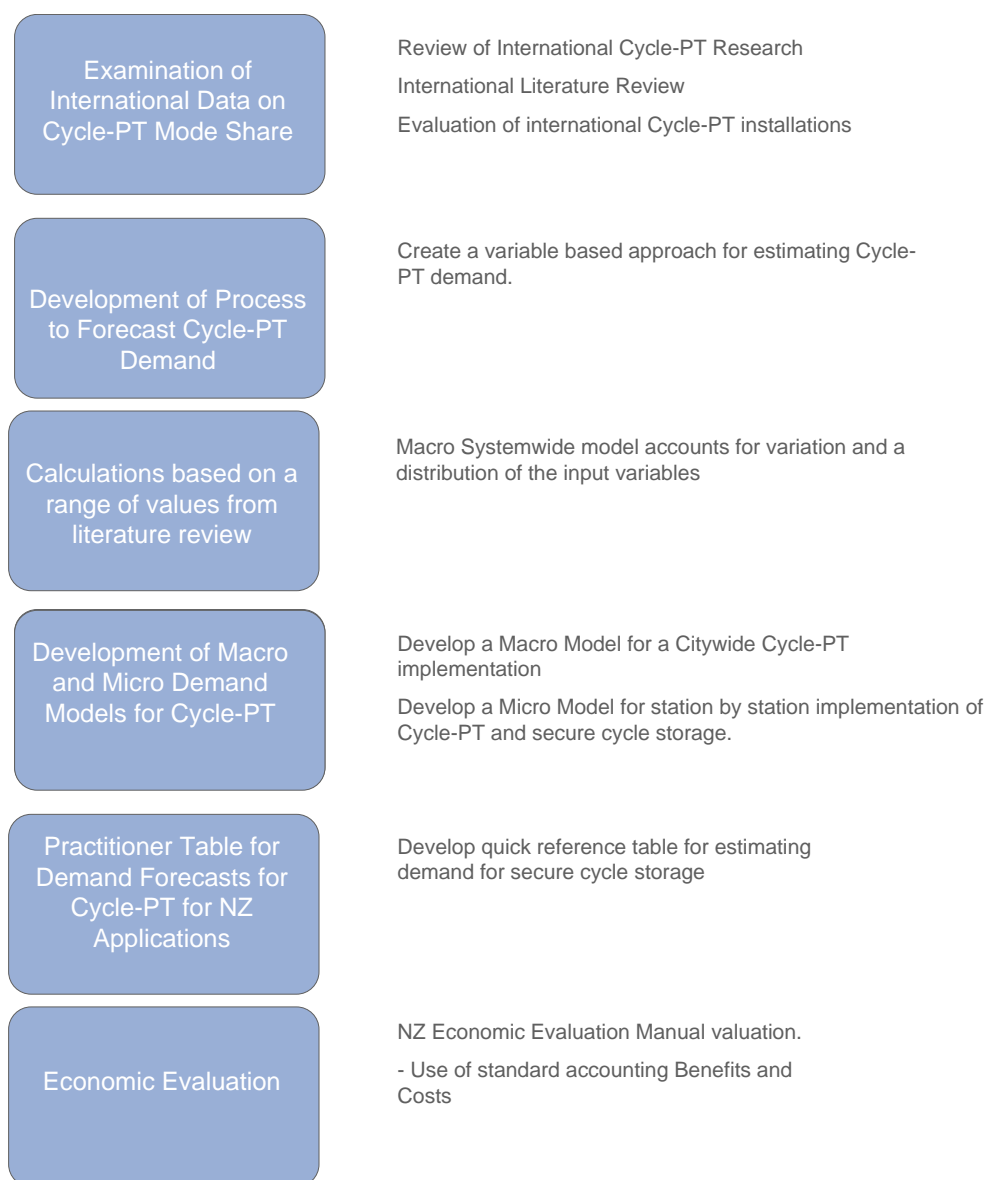 Examination of
International Data on
Cycle-PT Mode Share
Review of International Cycle-PT Research
International Literature Review
Evaluation of international Cycle-PT installations
Development of Process
to Forecast Cycle-PT
Demand
Create a variable based approach for estimating Cycle-
PT demand.
Calculations based on a
range of values from
literature review
Macro Systemwide model accounts for variation and a
distribution of the input variables
Development of Macro
and Micro Demand
Models for Cycle-PT
Develop a Macro Model for a Citywide Cycle-PT
implementation
Develop a Micro Model for station by station implementation of
Cycle-PT and secure cycle storage.
Practitioner Table for
Demand Forecasts for
Cycle-PT for NZ
Applications
Develop quick reference table for estimating
demand for secure cycle storage
Economic Evaluation
NZ Economic Evaluation Manual valuation.
- Use of standard accounting Benefits and
Costs